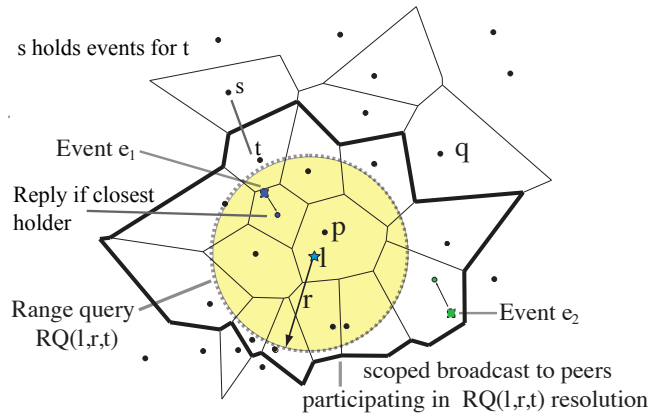 s holds events for t
s
t
q
Event e₁
Reply if closest
holder
p
l
r
Range query
RQ(l,r,t)
Event e₂
scoped broadcast to peers
participating in RQ(l,r,t) resolution